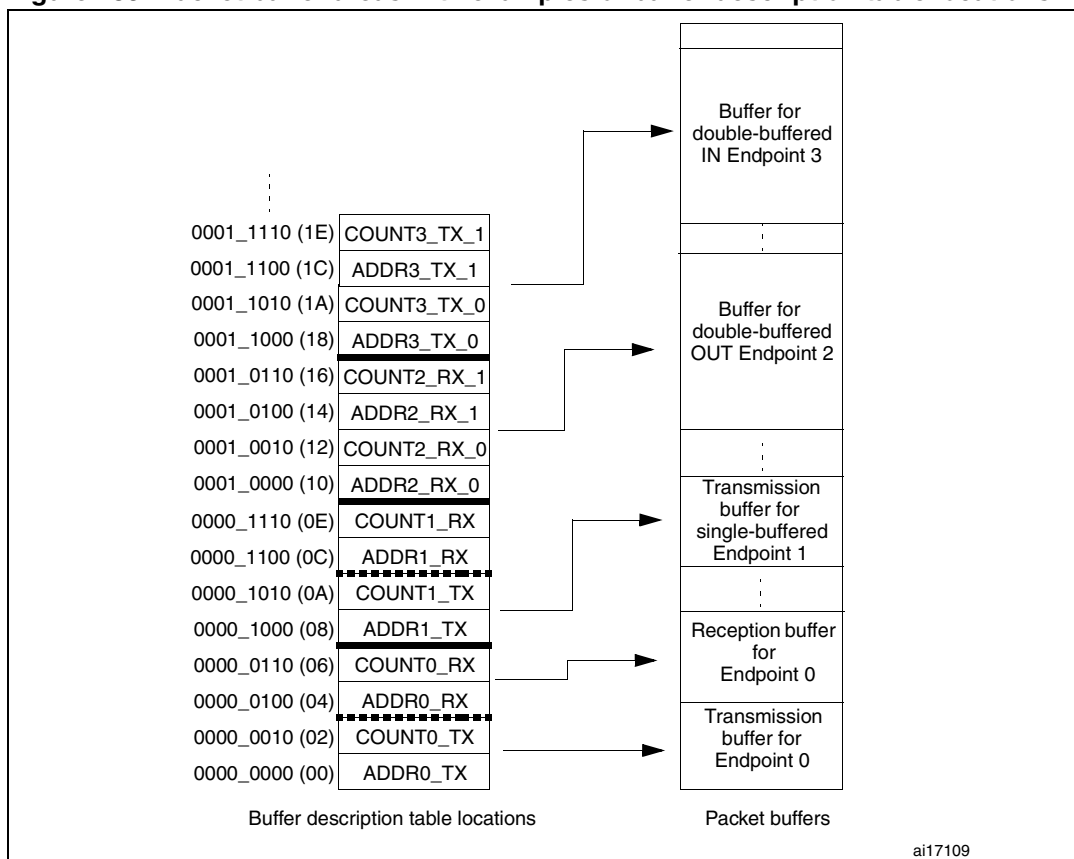 Buffer for
double-buffered
IN Endpoint 3
0001_1110 (1E) COUNT3_TX_1
0001_1100 (1C) ADDR3_TX_1
0001_1010 (1A) COUNT3_TX_0
0001_1000 (18) ADDR3_TX_0
0001_0110 (16) COUNT2_RX_1
0001_0100 (14) ADDR2_RX_1
0001_0010 (12) COUNT2_RX_0
0001_0000 (10) ADDR2_RX_0
0000_1110 (0E) COUNT1_RX
0000_1100 (0C) ADDR1_RX
0000_1010 (0A) COUNT1_TX
0000_1000 (08) ADDR1_TX
0000_0110 (06) COUNT0_RX
0000_0100 (04) ADDR0_RX
0000_0010 (02) COUNT0_TX
0000_0000 (00) ADDR0_TX
Buffer for
double-buffered
OUT Endpoint 2
Transmission
buffer for
single-buffered
Endpoint 1
Reception buffer
for
Endpoint 0
Transmission
buffer for
Endpoint 0
Buffer description table locations
Packet buffers
ai17109